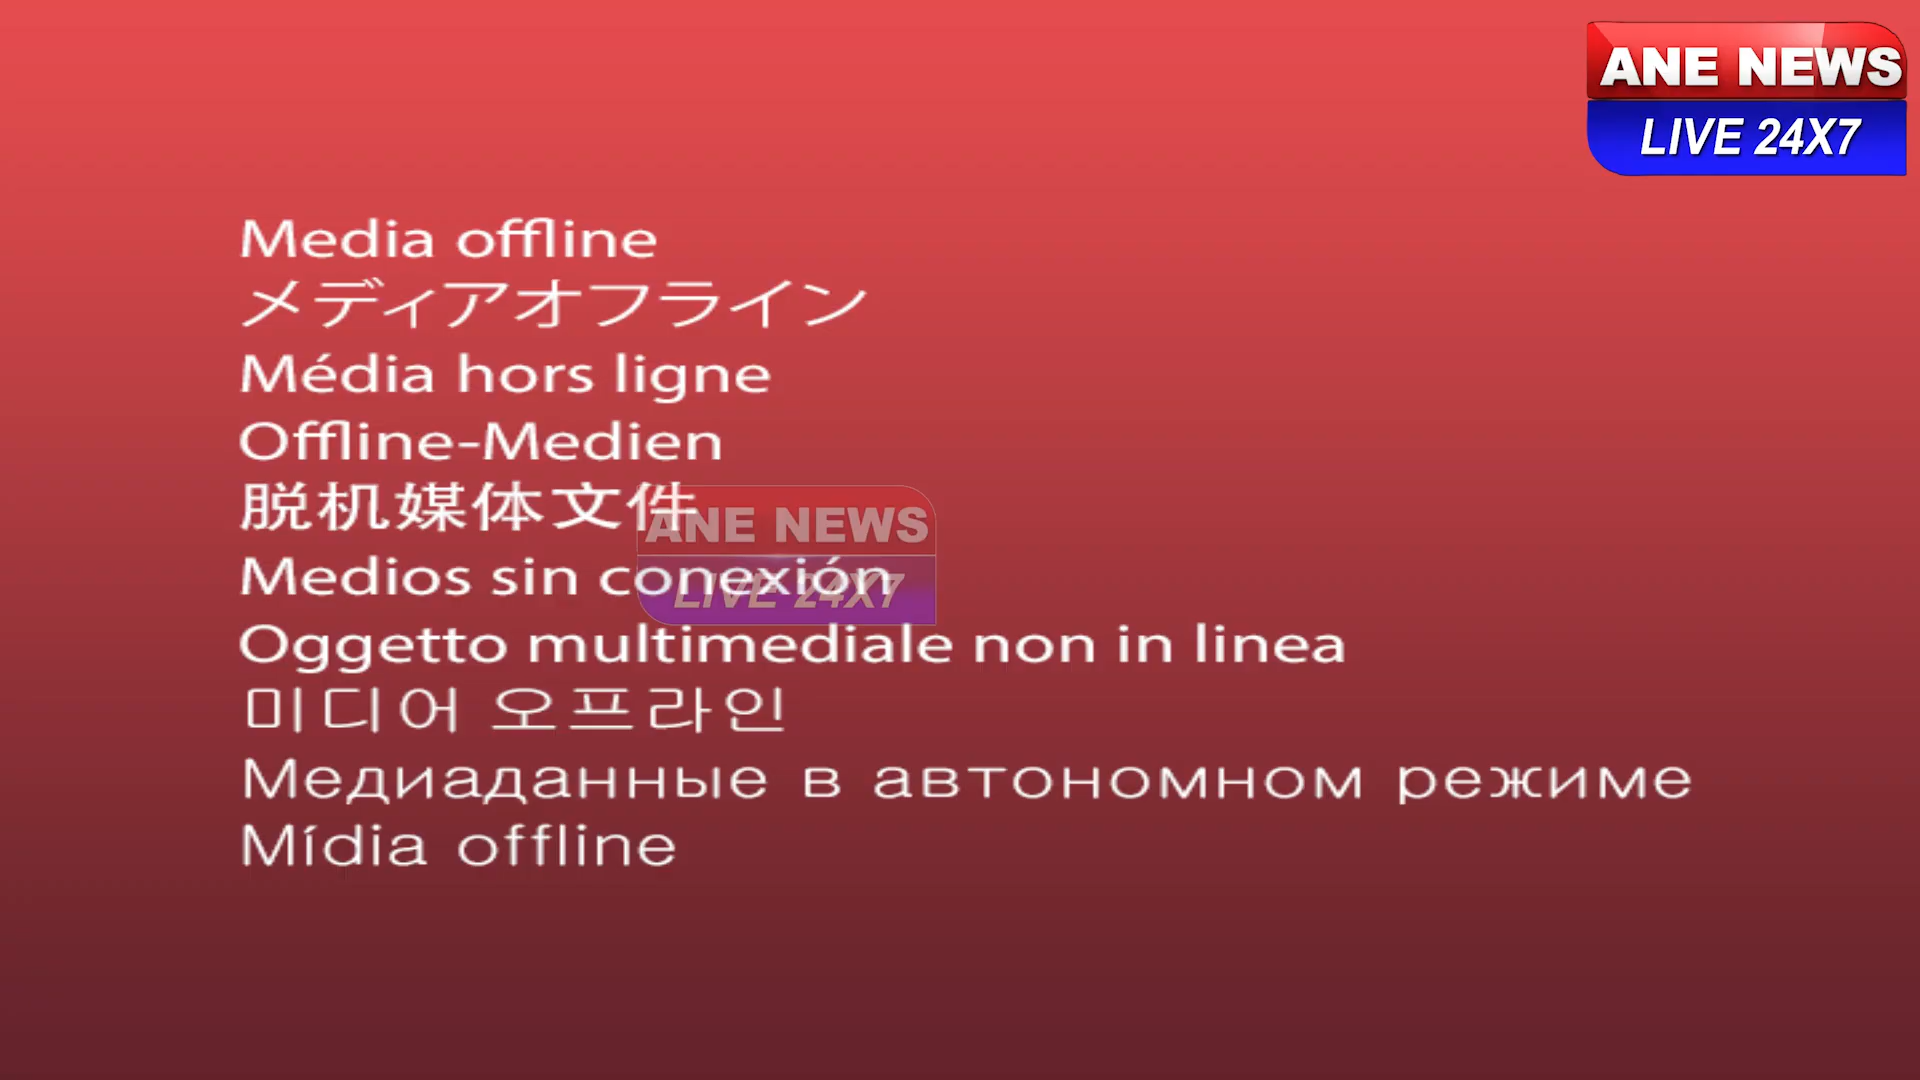 ANE NEWS
LIVE 24X7
Media offline
メディアオフライン
Média hors ligne
Offline-Medien
脱机媒体文件
ANE NEWS
Medios sin conexión
LIVE 24X7
Oggetto multimediale non in linea
미디어 오프라인
Медиаданные в автономном режиме
Mídia offline